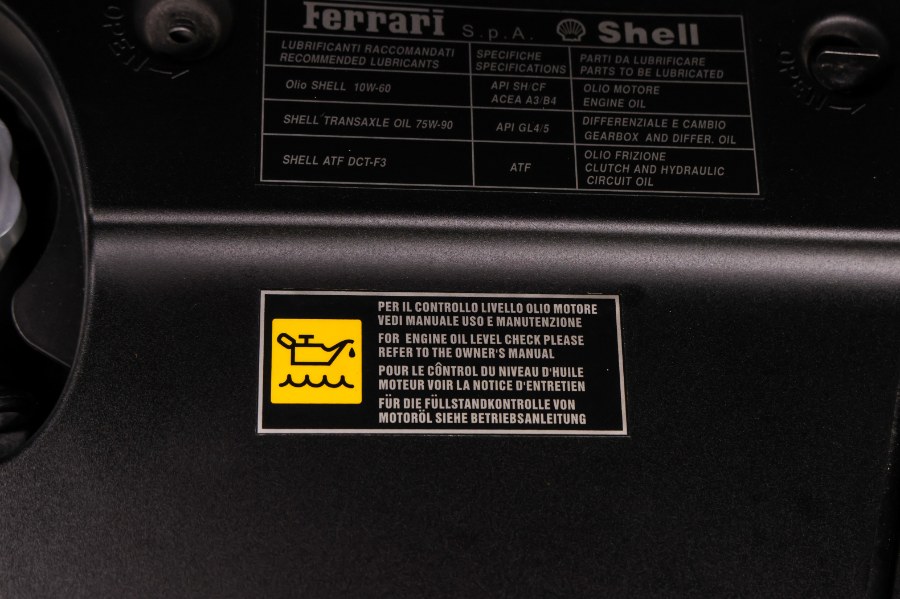 Ferrari S.p.A. Shell
LUBRIFICANTI RACCOMANDATI
RECOMMENDED LUBRICANTS
SPECIFICHE
SPECIFICATIONS
PARTI DA LUBRIFICARE
PARTS TO BE LUBRICATED
Olio SHELL 10W-60
API SH/CF
ACEA A3/B4
OLIO MOTORE
ENGINE OIL
SHELL TRANSAXLE OIL 75W-90
API GL4/5
DIFFERENZIALE E CAMBIO
GEARBOX AND DIFFER. OIL
SHELL ATF DCT-F3
ATF
OLIO FRIZIONE
CLUTCH AND HYDRAULIC
CIRCUIT OIL
OPEN
OPEN
PER IL CONTROLLO LIVELLO OLIO MOTORE
VEDI MANUALE USO E MANUTENZIONE
FOR ENGINE OIL LEVEL CHECK PLEASE
REFER TO THE OWNER'S MANUAL
POUR LE CÔNTROL DU NIVEAU D'HUILE
MOTEUR VOIR LA NOTICE D'ENTRETIEN
FÜR DIE FÜLLSTANDKONTROLLE VON
MOTORÖL SIEHE BETRIEBSANLEITUNG